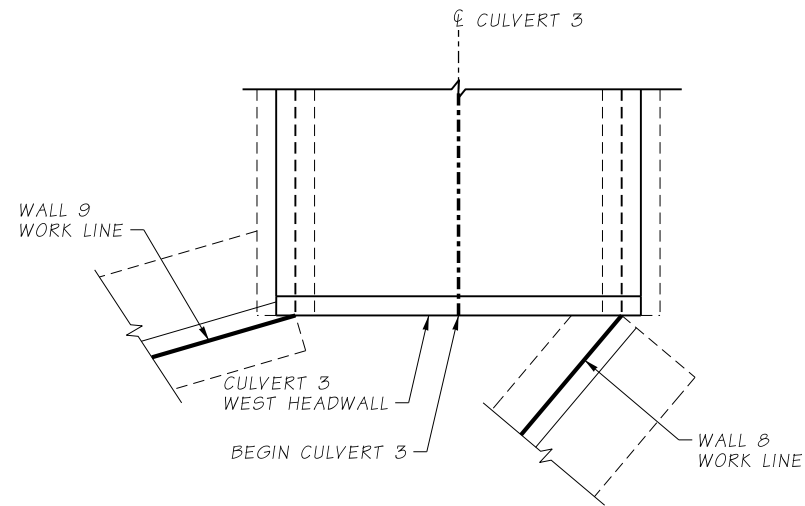 ℄ CULVERT 3
WALL 9
WORK LINE
CULVERT 3
WEST HEADWALL
BEGIN CULVERT 3
WALL 8
WORK LINE